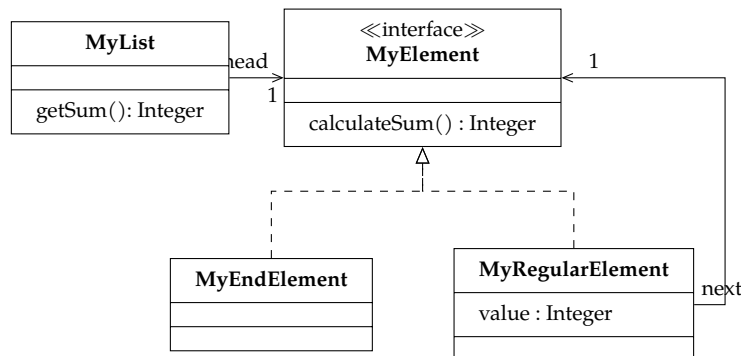 MyList
getSum(): Integer
head
1
≪interface≫
MyElement
calculateSum() : Integer
1
MyEndElement
MyRegularElement
value : Integer
next